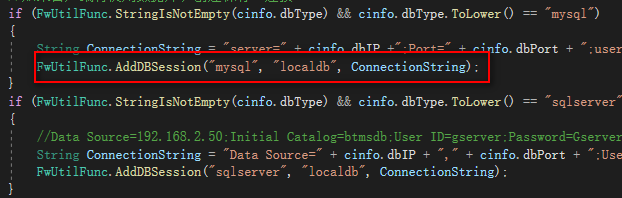 if (FwUtilFunc.StringIsNotEmpty(cinfo.dbType) && cinfo.dbType.ToLower() == "mysql")
{
String ConnectionString = "server=" + cinfo.dbIP +";Port=" + cinfo.dbPort + ";user
FwUtilFunc.AddDBSession("mysql", "localdb", ConnectionString);
}
if (FwUtilFunc.StringIsNotEmpty(cinfo.dbType) && cinfo.dbType.ToLower() == "sqlserver"
{
//Data Source=192.168.2.50;Initial Catalog=btmsdb;User ID=gserver;Password=Gserver
String ConnectionString = "Data Source=" + cinfo.dbIP + "," + cinfo.dbPort + ";User
FwUtilFunc.AddDBSession("sqlserver", "localdb", ConnectionString);
}